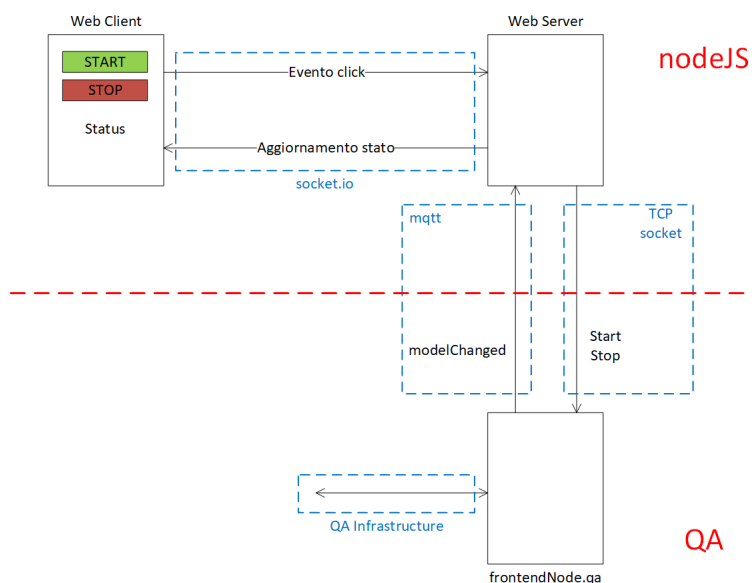 Web Client
Web Server
nodeJS
START
STOP
Status
Evento click
Aggiornamento stato
socket.io
mqtt
TCP
socket
modelChanged
Start
Stop
QA Infrastructure
QA
frontendNode.qa